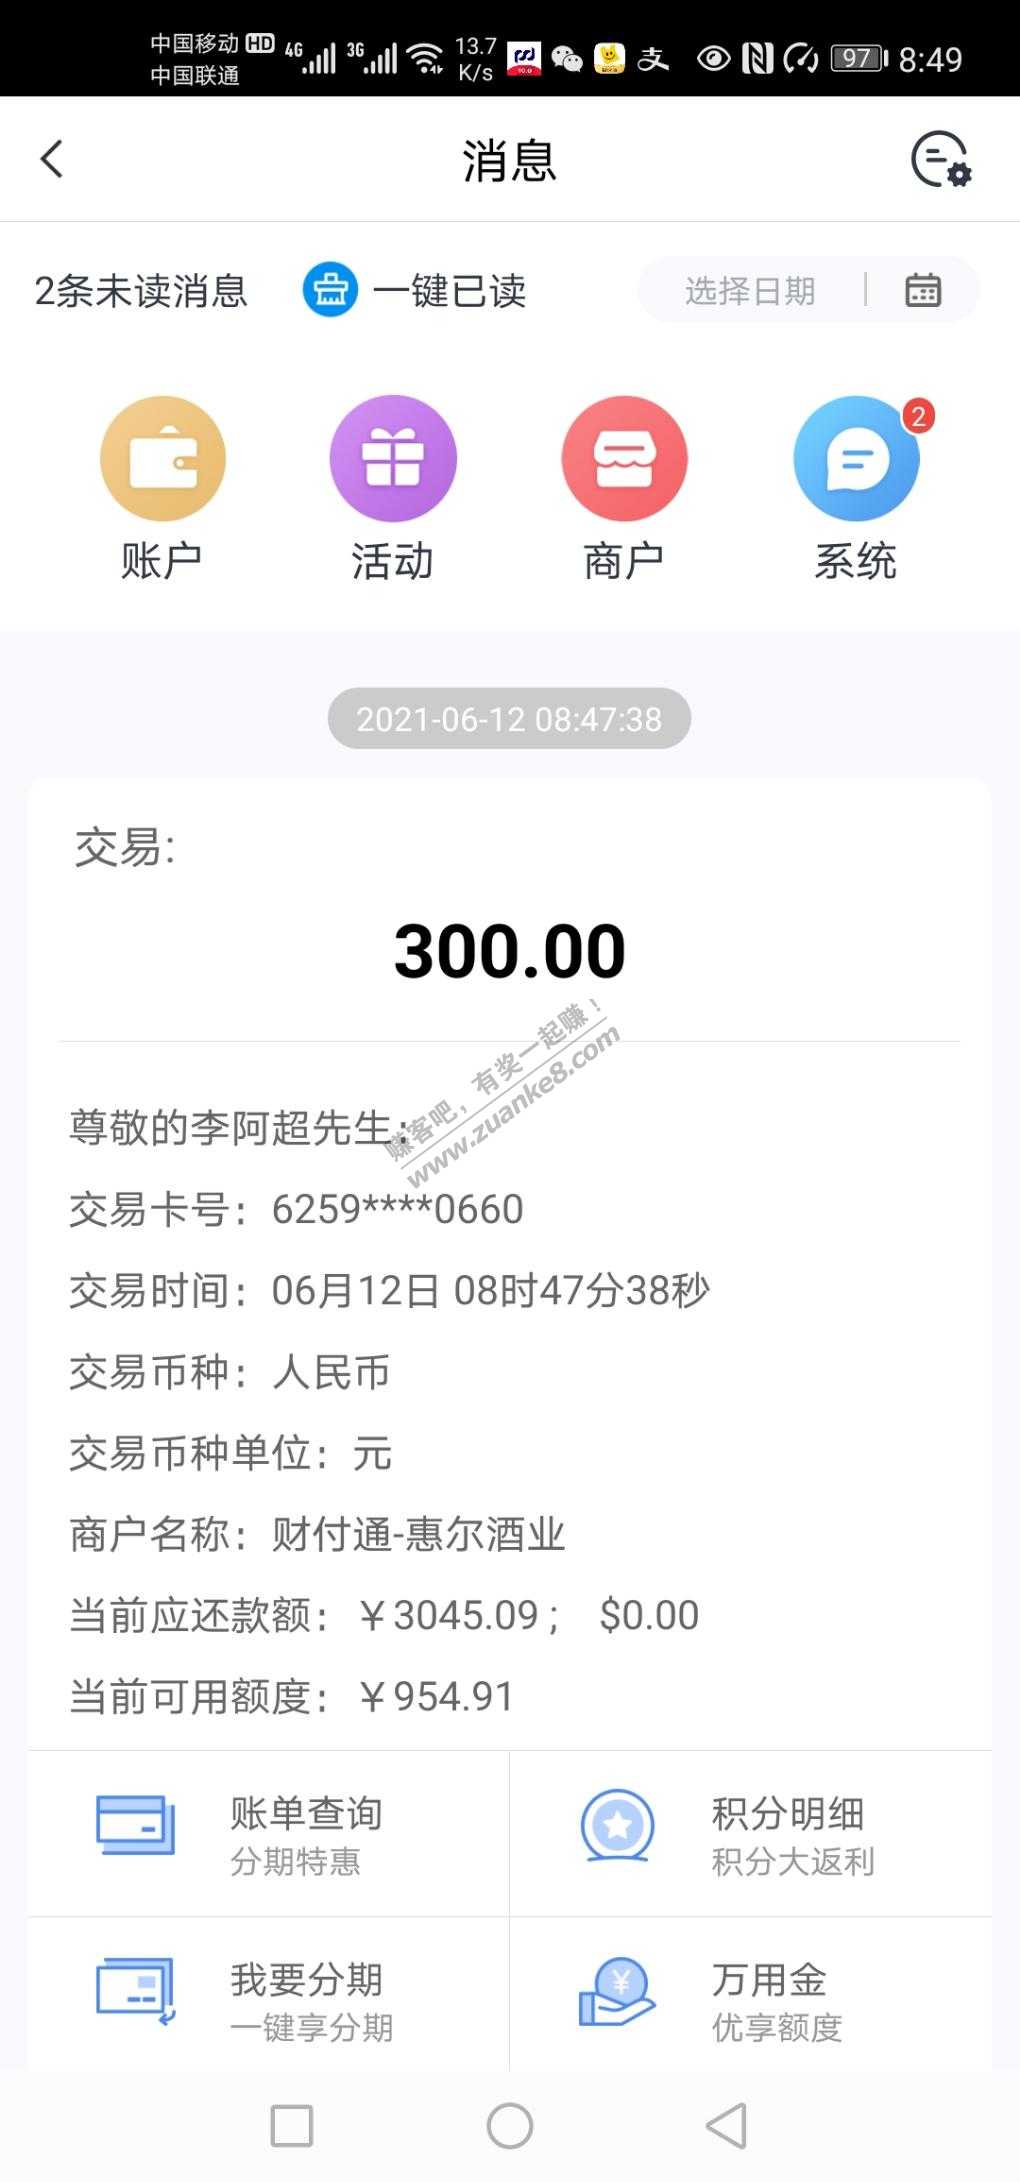 中国移动 HD 4G 3G 13.7 K/s 97 8:49
中国联通
消息
2条未读消息 一键已读 选择日期
2
账户 活动 商户 系统
2021-06-12 08:47:38
交易:
300.00
赚客吧，有奖一起赚！
www.zuanke8.com
尊敬的李阿超先生:
交易卡号：6259****0660
交易时间：06月12日 08时47分38秒
交易币种：人民币
交易币种单位：元
商户名称：财付通-惠尔酒业
当前应还款额：￥3045.09； $0.00
当前可用额度：￥954.91
账单查询 积分明细
分期特惠 积分大返利
我要分期 万用金
一键享分期 优享额度